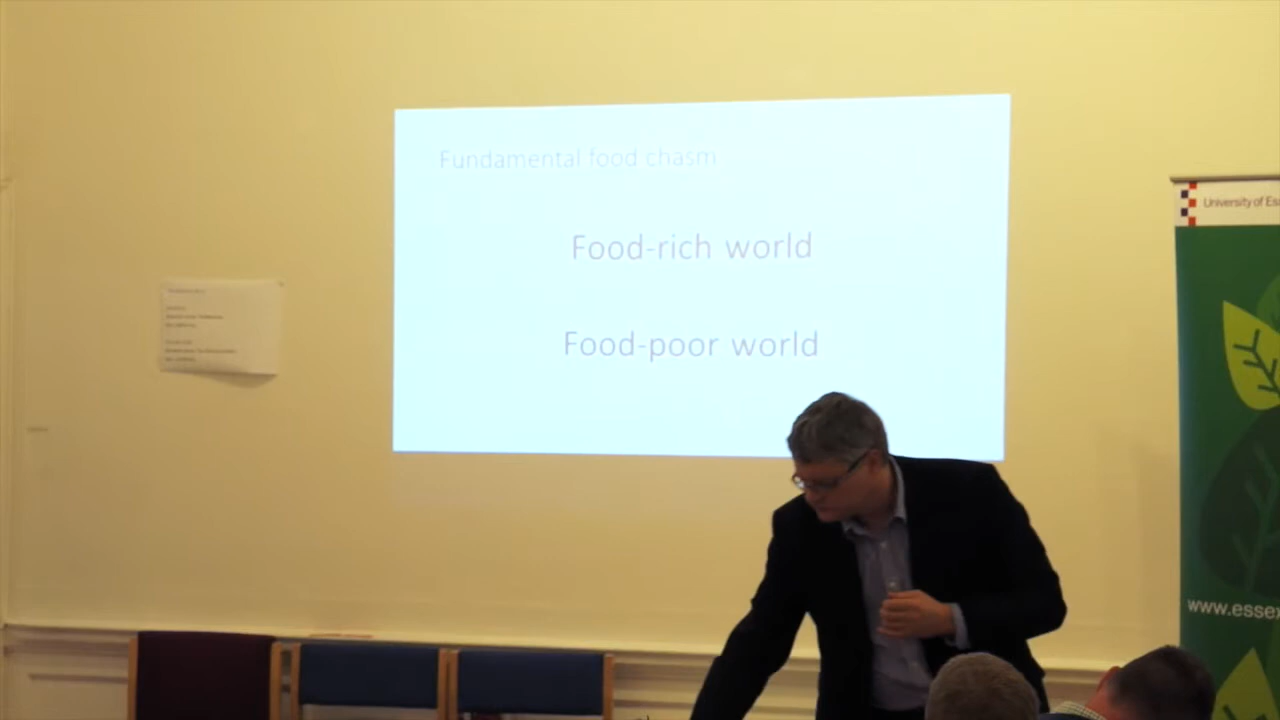 Fundamental food chasm
Food-rich world
Food-poor world
University of Es
www.essex